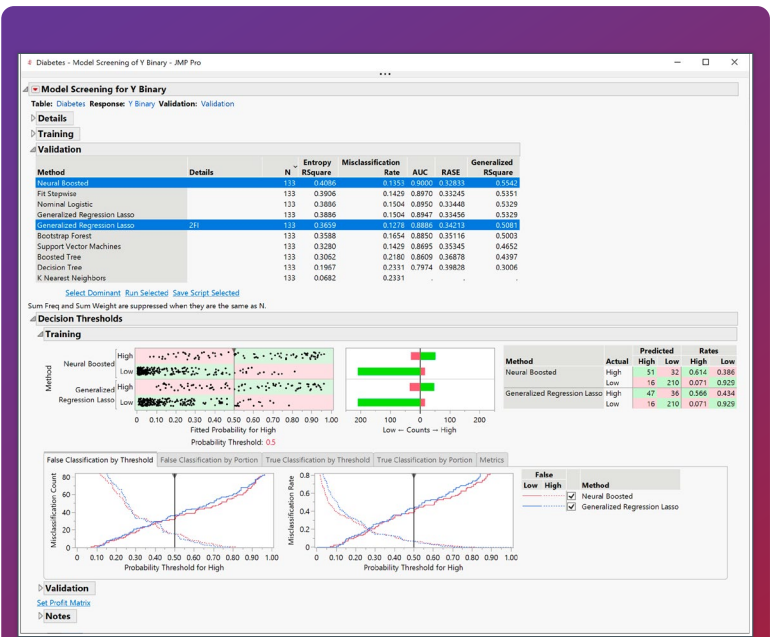 Diabetes - Model Screening of Y Binary - JMP Pro
Model Screening for Y Binary
Table: Diabetes Response: Y Binary Validation: Validation
Details
Training
Validation
Method Details N Entropy RSquare Misclassification Rate AUC RASE Generalized RSquare
Neural Boosted 133 0.4086 0.1353 0.9000 0.32833 0.5542
Fit Stepwise 133 0.3906 0.1429 0.8970 0.33245 0.5351
Nominal Logistic 133 0.3886 0.1504 0.8950 0.33448 0.5329
Generalized Regression Lasso 133 0.3886 0.1504 0.8947 0.33456 0.5329
Generalized Regression Lasso 2FI 133 0.3659 0.1278 0.8886 0.34213 0.5081
Bootstrap Forest 133 0.3588 0.1654 0.8850 0.35116 0.5003
Support Vector Machines 133 0.3280 0.1429 0.8695 0.35345 0.4652
Boosted Tree 133 0.3062 0.2180 0.8609 0.36878 0.4397
Decision Tree 133 0.1967 0.2331 0.7974 0.39828 0.3006
K Nearest Neighbors 133 0.0682 0.2331 . . .
Select Dominant Run Selected Save Script Selected
Sum Freq and Sum Weight are suppressed when they are the same as N.
Decision Thresholds
Training
Method
Neural Boosted
High
Low
Generalized Regression Lasso
High
Low
0 0.10 0.20 0.30 0.40 0.50 0.60 0.70 0.80 0.90 1.00
Fitted Probability for High
Probability Threshold: 0.5
200 100 0 100 200
Low ← Counts → High
Predicted Rates
Method Actual High Low High Low
Neural Boosted High 51 32 0.614 0.386
Low 16 210 0.071 0.929
Generalized Regression Lasso High 47 36 0.566 0.434
Low 16 210 0.071 0.929
False Classification by Threshold False Classification by Portion True Classification by Threshold True Classification by Portion Metrics
Misclassification Count
80
60
40
20
0
0 0.10 0.20 0.30 0.40 0.50 0.60 0.70 0.80 0.90 1.00
Probability Threshold for High
Misclassification Rate
0.8
0.6
0.4
0.2
0
0 0.10 0.20 0.30 0.40 0.50 0.60 0.70 0.80 0.90 1.00
Probability Threshold for High
False
Low High Method
Neural Boosted
Generalized Regression Lasso
Validation
Set Profit Matrix
Notes